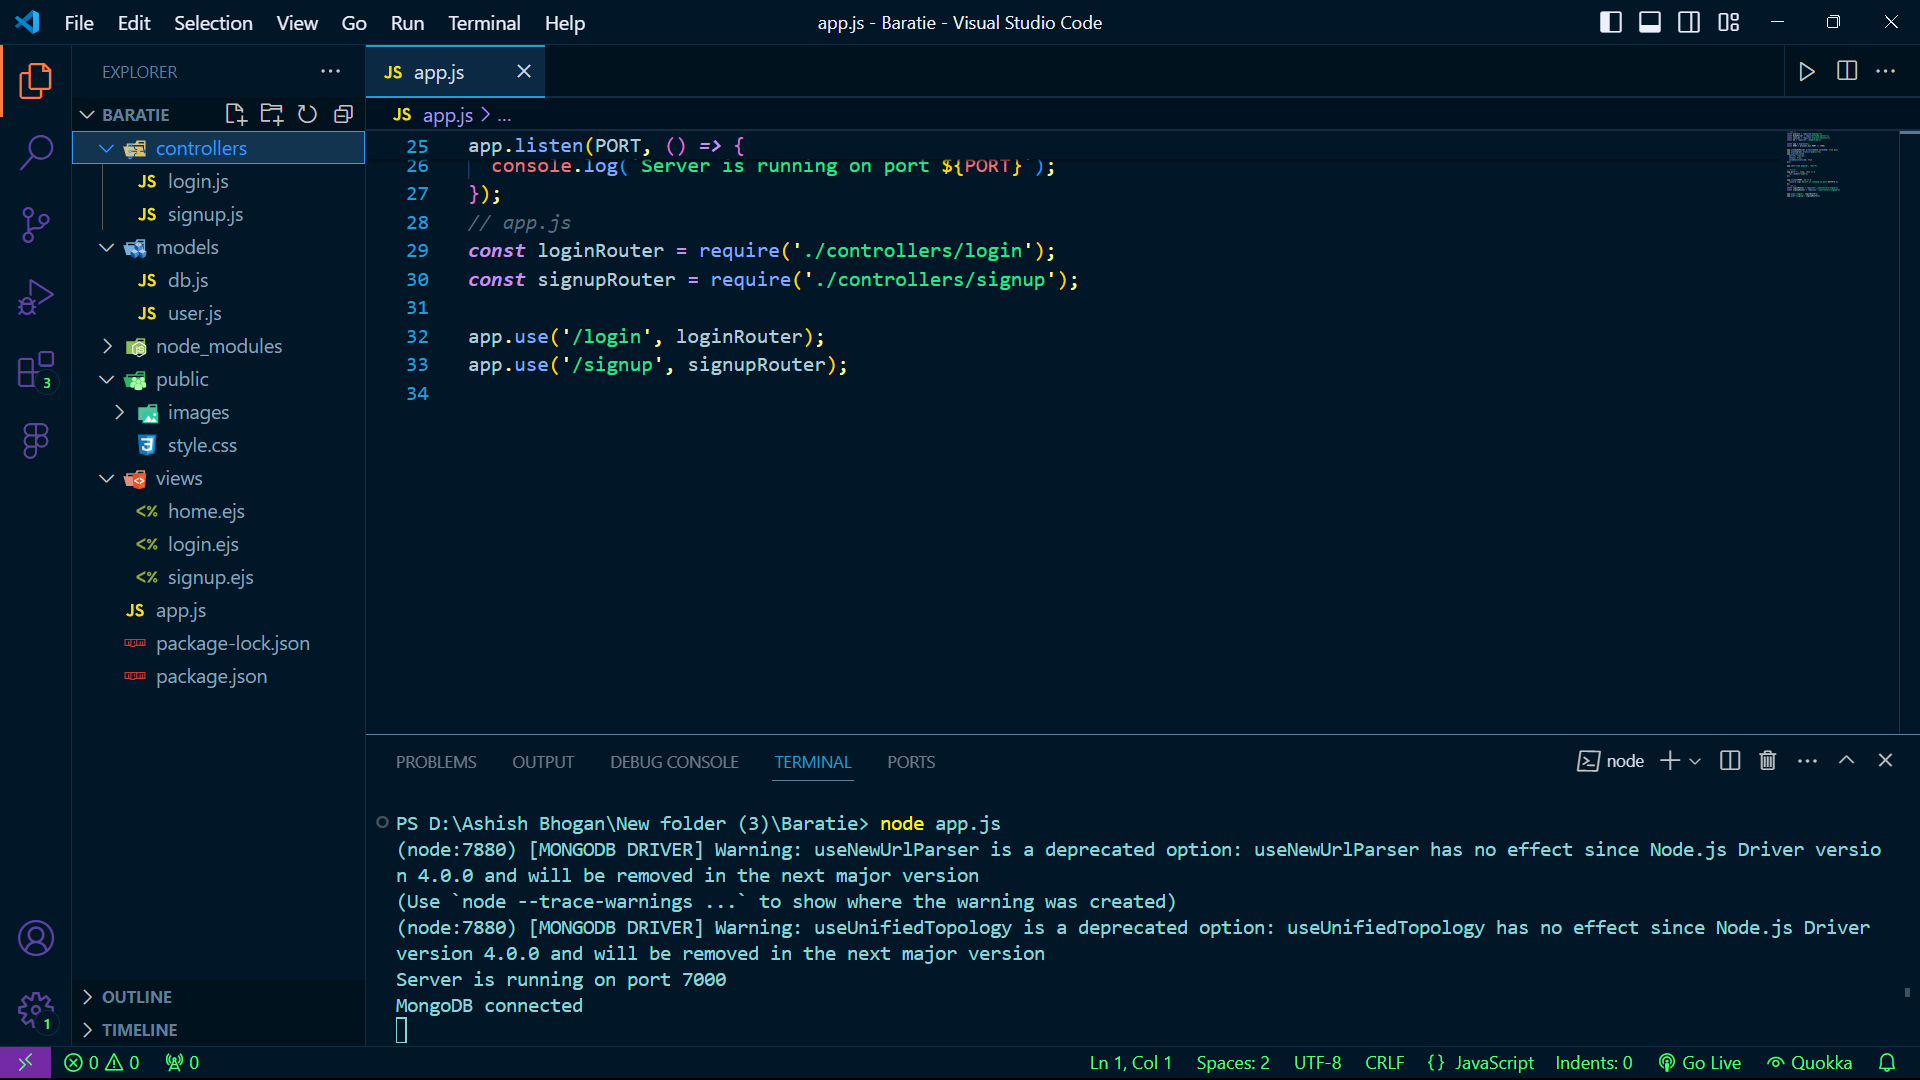 File Edit Selection View Go Run Terminal Help
app.js - Baratie - Visual Studio Code
EXPLORER
JS app.js
BARATIE
JS app.js > ...
controllers
JS login.js
JS signup.js
models
JS db.js
JS user.js
node_modules
public
images
style.css
views
<% home.ejs
<% login.ejs
<% signup.ejs
JS app.js
package-lock.json
package.json
OUTLINE
TIMELINE
3
1
25 app.listen(PORT, () => {
26 console.log(`Server is running on port ${PORT}`);
27 });
28 // app.js
29 const loginRouter = require('./controllers/login');
30 const signupRouter = require('./controllers/signup');
31
32 app.use('/login', loginRouter);
33 app.use('/signup', signupRouter);
34
PROBLEMS OUTPUT DEBUG CONSOLE TERMINAL PORTS
node
PS D:\Ashish Bhogan\New folder (3)\Baratie> node app.js
(node:7880) [MONGODB DRIVER] Warning: useNewUrlParser is a deprecated option: useNewUrlParser has no effect since Node.js Driver versio
n 4.0.0 and will be removed in the next major version
(Use `node --trace-warnings ...` to show where the warning was created)
(node:7880) [MONGODB DRIVER] Warning: useUnifiedTopology is a deprecated option: useUnifiedTopology has no effect since Node.js Driver
version 4.0.0 and will be removed in the next major version
Server is running on port 7000
MongoDB connected
0 0 0
Ln 1, Col 1 Spaces: 2 UTF-8 CRLF {} JavaScript Indents: 0 Go Live Quokka